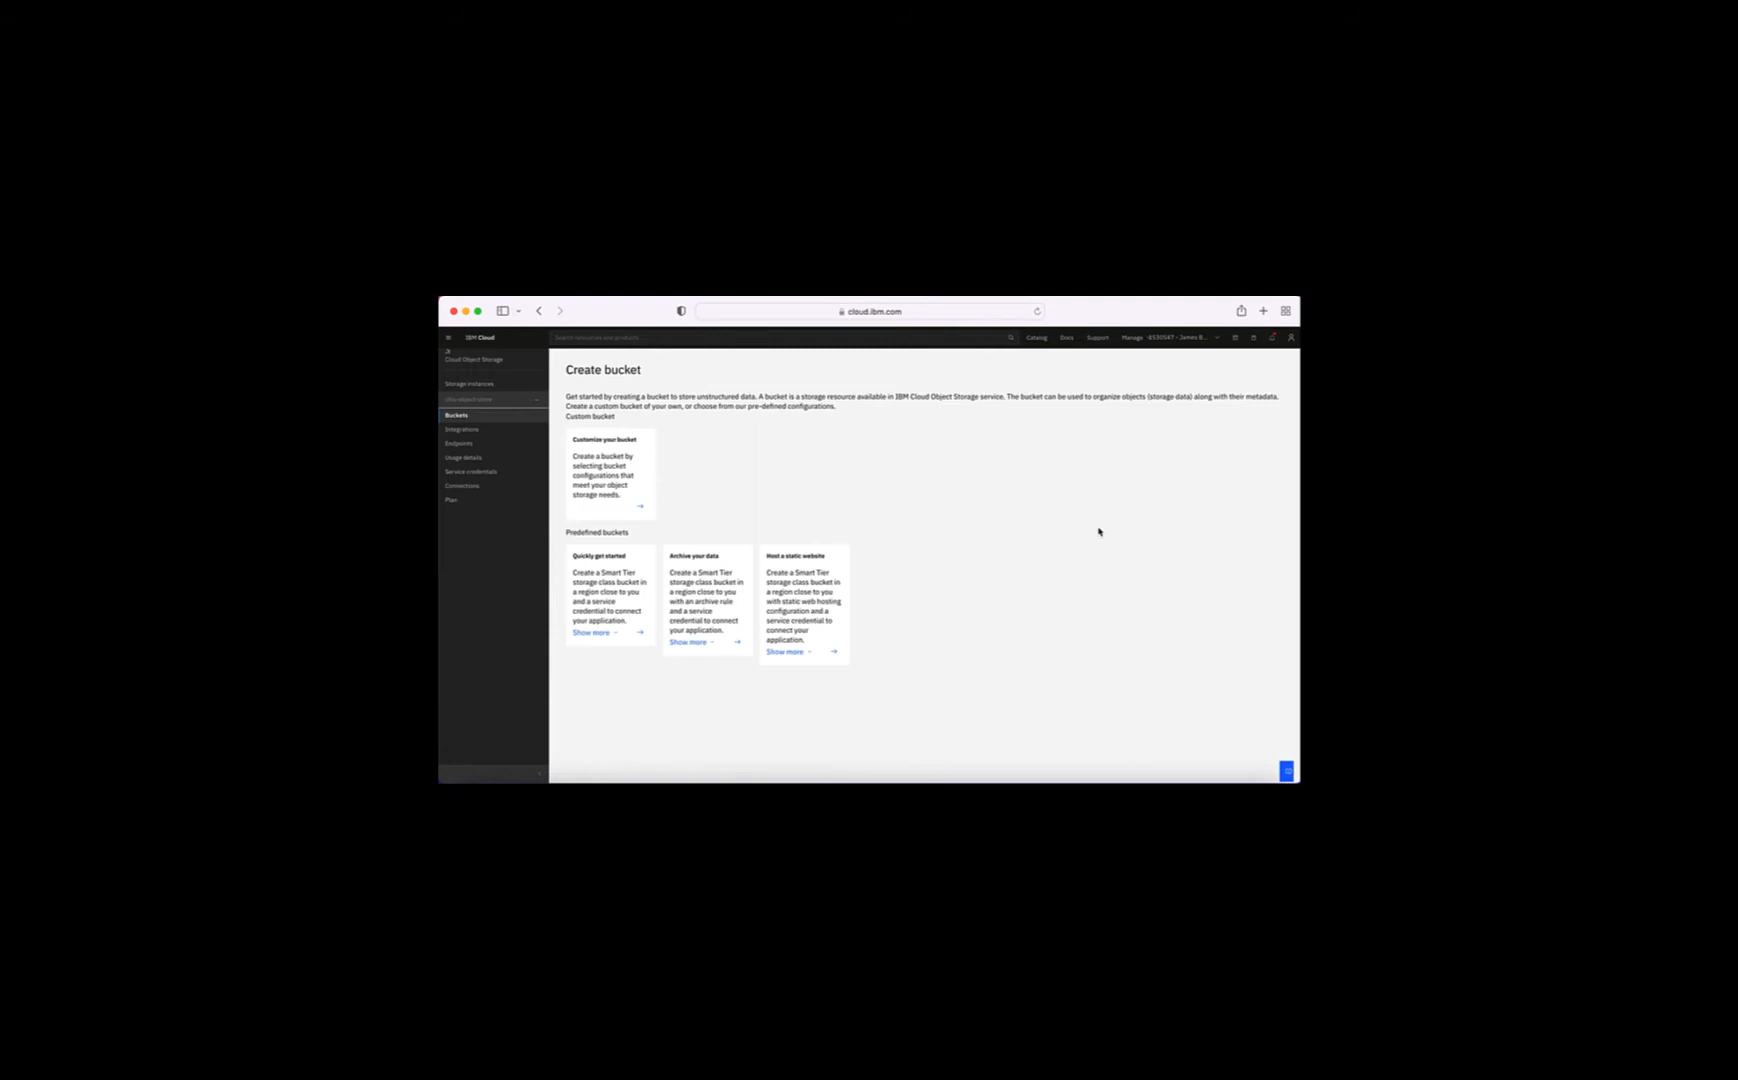 cloud.ibm.com
IBM Cloud
Search resources and products...
Catalog
Docs
Support
Manage
Cloud Object Storage
Storage instances
Buckets
Integrations
Endpoints
Usage details
Service credentials
Connections
Plan
Create bucket
Get started by creating a bucket to store unstructured data. A bucket is a storage resource available in IBM Cloud Object Storage service. The bucket can be used to organize objects (storage data) along with their metadata.
Create a custom bucket of your own, or choose from our pre-defined configurations.
Custom bucket
Customize your bucket
Create a bucket by
selecting bucket
configurations that
meet your object
storage needs.
Predefined buckets
Quickly get started
Create a Smart Tier
storage class bucket in
a region close to you
and a service
credential to connect
your application.
Show more
Archive your data
Create a Smart Tier
storage class bucket in
a region close to you
with an archive rule
and a service
credential to connect
your application.
Show more
Host a static website
Create a Smart Tier
storage class bucket in
a region close to you
with static web hosting
configuration and a
service credential to
connect your
application.
Show more